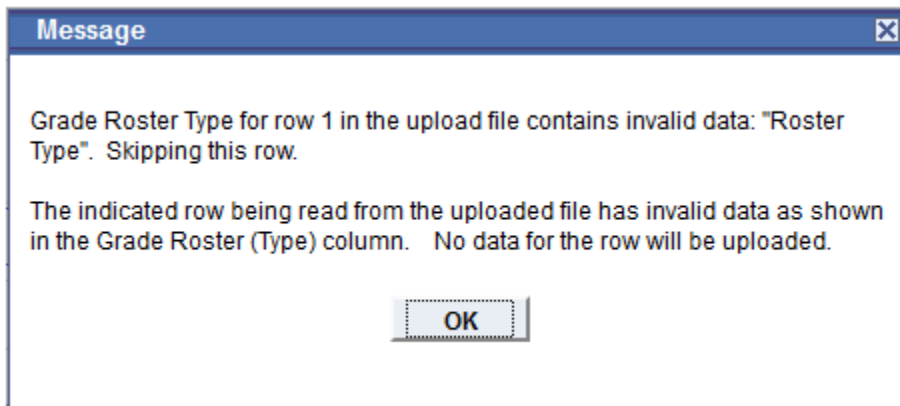 Message
Grade Roster Type for row 1 in the upload file contains invalid data: "Roster
Type".  Skipping this row.
The indicated row being read from the uploaded file has invalid data as shown
in the Grade Roster (Type) column.    No data for the row will be uploaded.
OK